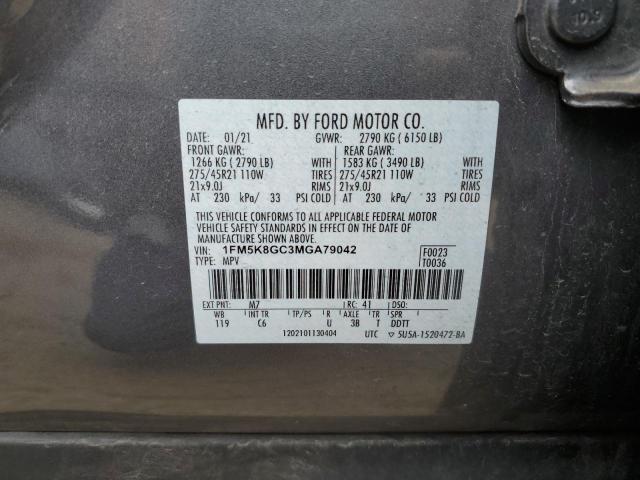 MFD. BY FORD MOTOR CO.
DATE: 01/21 GVWR: 2790 KG ( 6150 LB)
FRONT GAWR: REAR GAWR:
1266 KG ( 2790 LB) WITH 1583 KG ( 3490 LB) WITH
275/45R21 110W TIRES 275/45R21 110W TIRES
21x9.0J RIMS 21x9.0J RIMS
AT 230 kPa/ 33 PSI COLD AT 230 kPa/ 33 PSI COLD
THIS VEHICLE CONFORMS TO ALL APPLICABLE FEDERAL MOTOR
VEHICLE SAFETY STANDARDS IN EFFECT ON THE DATE OF
MANUFACTURE SHOWN ABOVE.
VIN: 1FM5K8GC3MGA79042 F0023
TYPE: MPV T0036
EXT PNT: M7 RC: 41 DSO:
WB INT TR TP/PS R AXLE TR SPR
119 C6 U 3B T DDTT
1202101130404 UTC ▽ 5U5A-1520472-BA